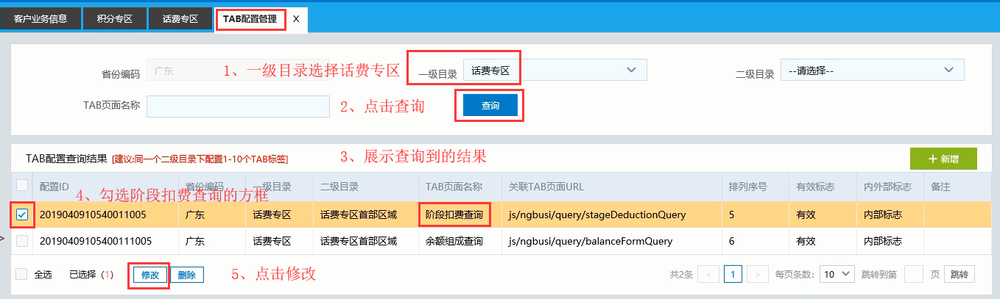 客户业务信息 积分专区 话费专区 TAB配置管理 X
省份编码 广东 1、一级目录选择话费专区 一级目录 话费专区 二级目录 --请选择--
TAB页面名称 2、点击查询 查询
TAB配置查询结果 [建议:同一个二级目录下配置1-10个TAB标签] 3、展示查询到的结果 + 新增
配置ID 省份编码 一级目录 二级目录 TAB页面名称 关联TAB页面URL 排列序号 有效标志 内外部标志 备注
4、勾选阶段扣费查询的方框
2019040910540011005 广东 话费专区 话费专区首部区域 阶段扣费查询 js/ngbusi/query/stageDeductionQuery 5 有效 内部标志
20190409105400111005 广东 话费专区 话费专区首部区域 余额组成查询 js/ngbusi/query/balanceFormQuery 6 有效 内部标志
全选 已选择（1） 修改 删除 5、点击修改 共2条 < 1 > 每页条数: 10 跳转到第 页 跳转